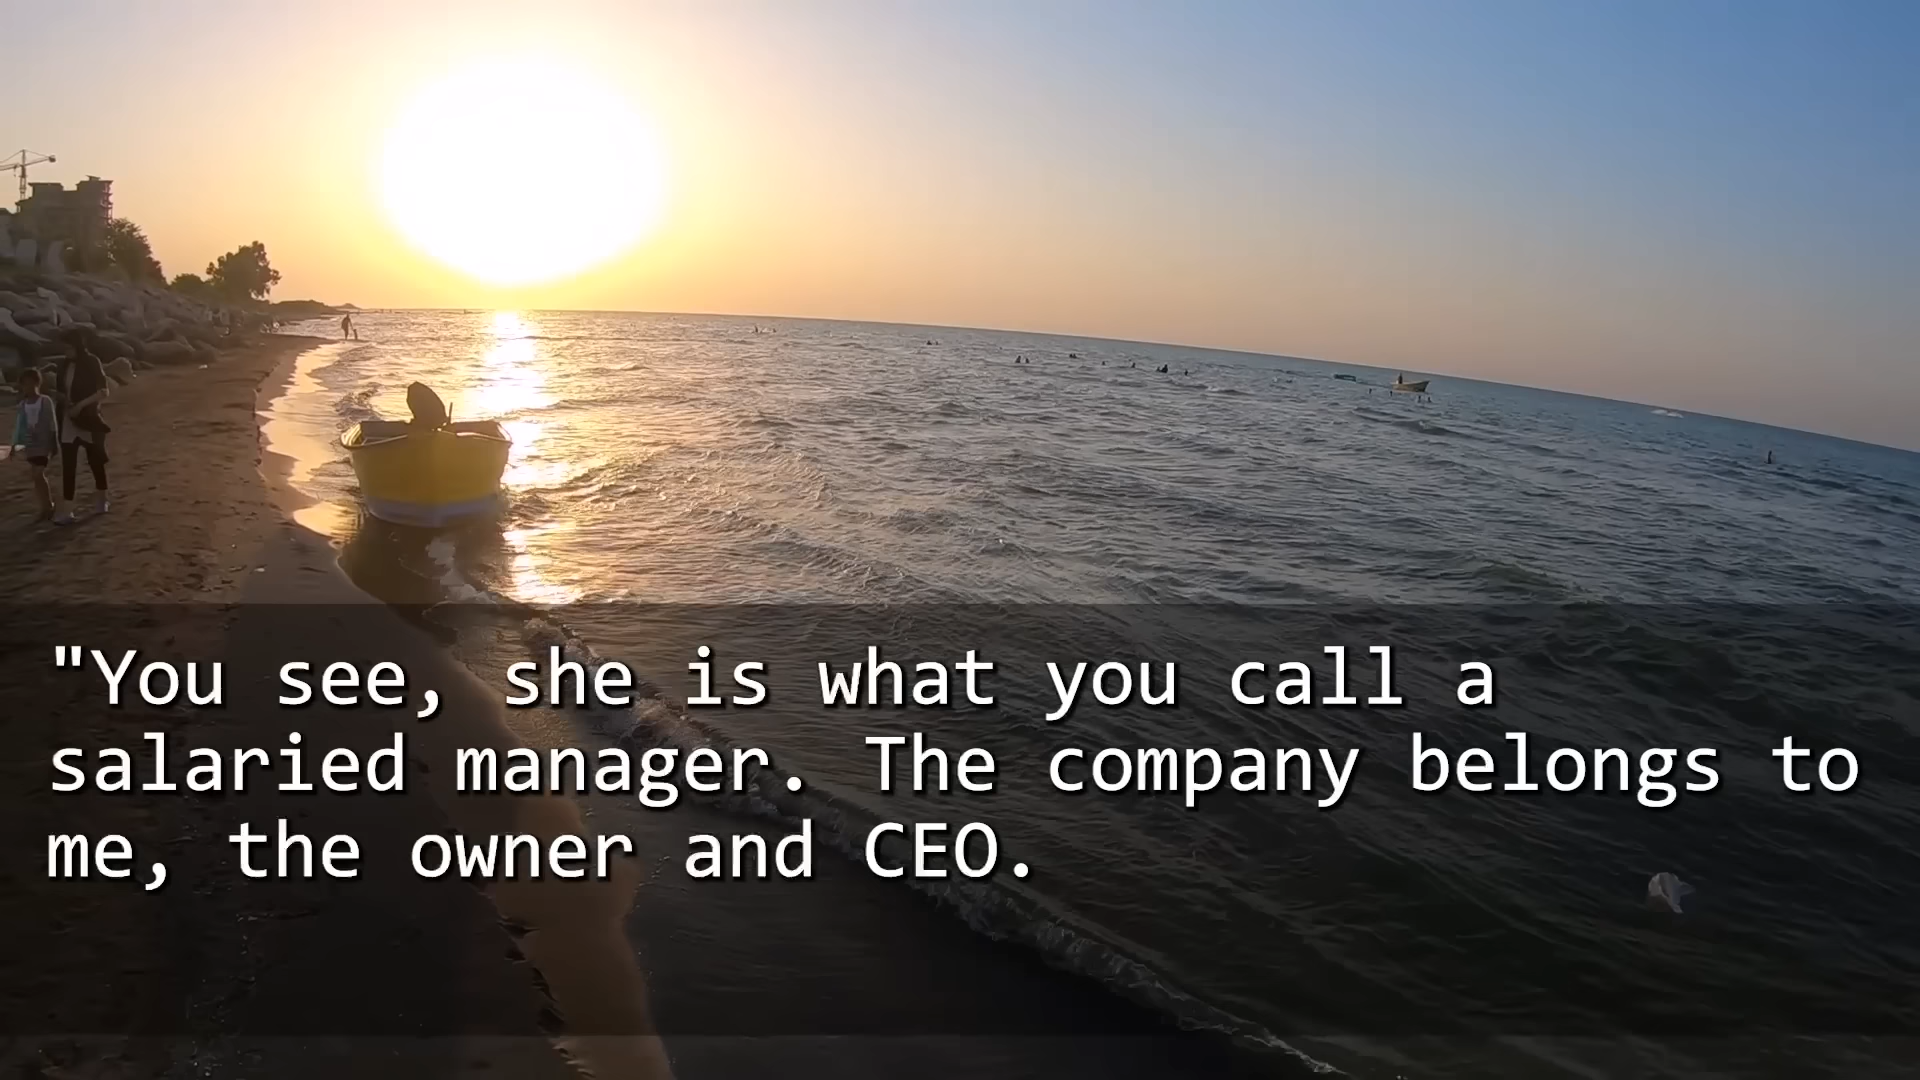 "You see, she is what you call a
salaried manager. The company belongs to
me, the owner and CEO.